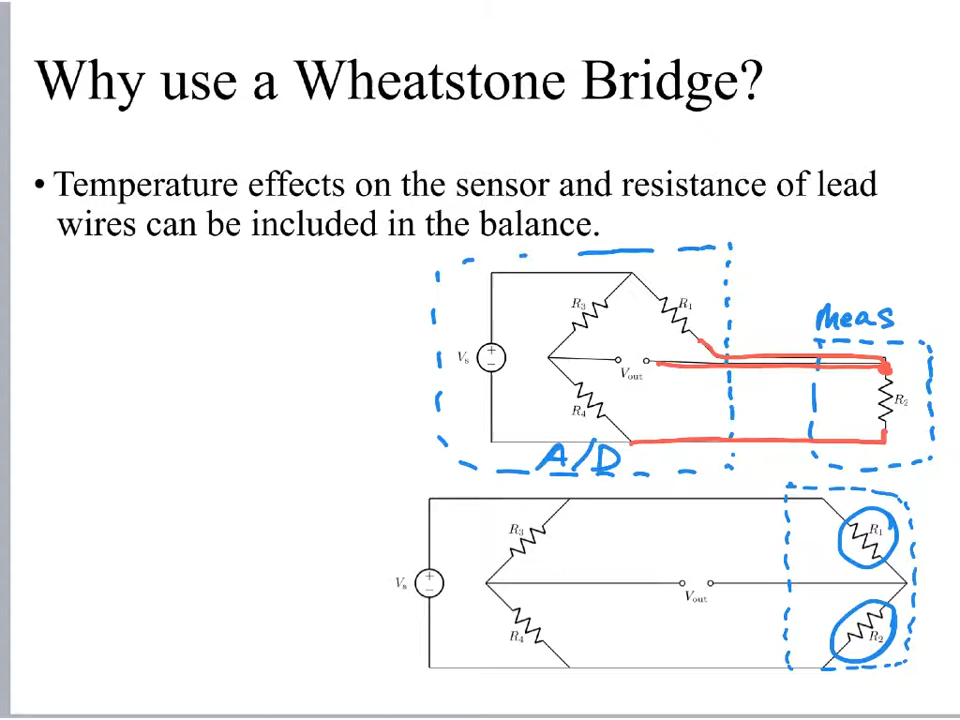 Why use a Wheatstone Bridge?
• Temperature effects on the sensor and resistance of lead
wires can be included in the balance.
R3
R1
Meas
Vs
+
−
Vout
R2
R4
A/D
R3
R1
Vs
+
−
Vout
R4
R2